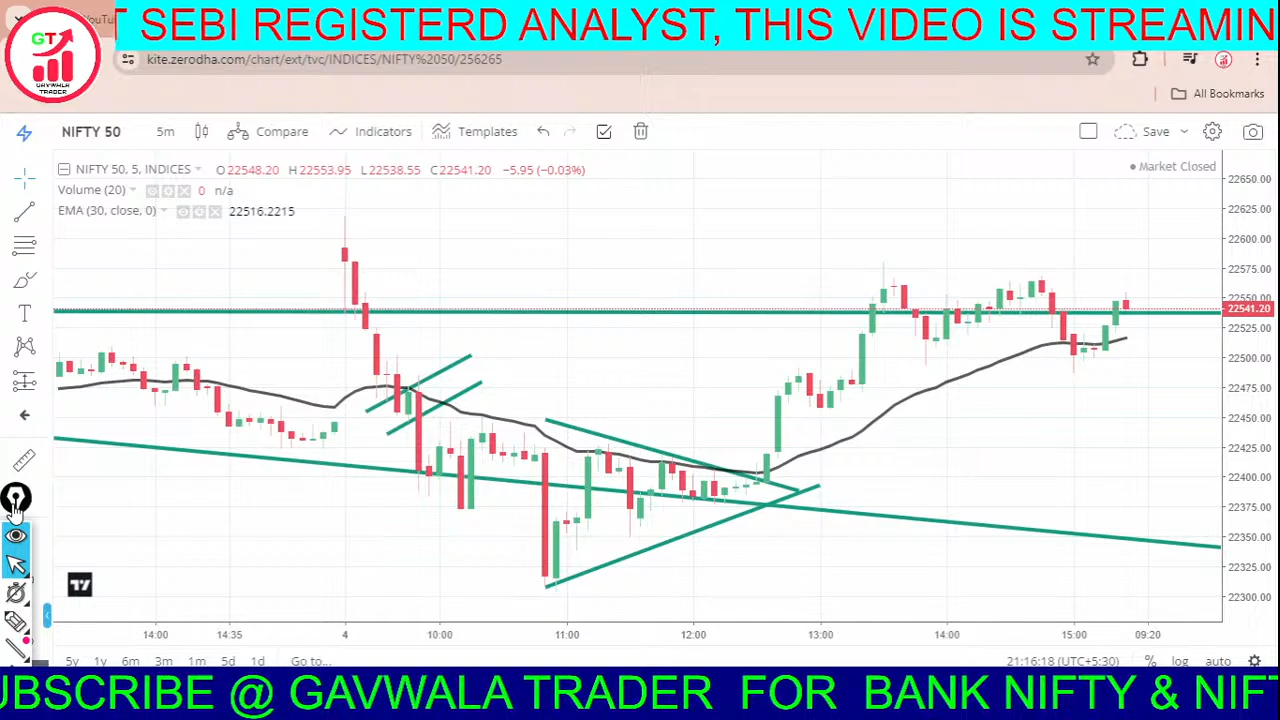 T SEBI REGISTERD ANALYST, THIS VIDEO IS STREAMIN
GT
GAVWALA
TRADER
kite.zerodha.com/chart/ext/tvc/INDICES/NIFTY%2050/256265
All Bookmarks
NIFTY 50 5m Compare Indicators Templates Save
NIFTY 50, 5, INDICES O22548.20 H22553.95 L22538.55 C22541.20 −5.95 (−0.03%)
Market Closed
Volume (20) 0 n/a
EMA (30, close, 0) 22516.2215
22650.00
22625.00
22600.00
22575.00
22550.00
22541.20
22525.00
22500.00
22475.00
22450.00
22425.00
22400.00
22375.00
22350.00
22325.00
22300.00
14:00 14:35 4 10:00 11:00 12:00 13:00 14:00 15:00 09:20
5y 1y 6m 3m 1m 5d 1d Go to... 21:16:18 (UTC+5:30) % log auto
UBSCRIBE @ GAVWALA TRADER FOR BANK NIFTY & NIF